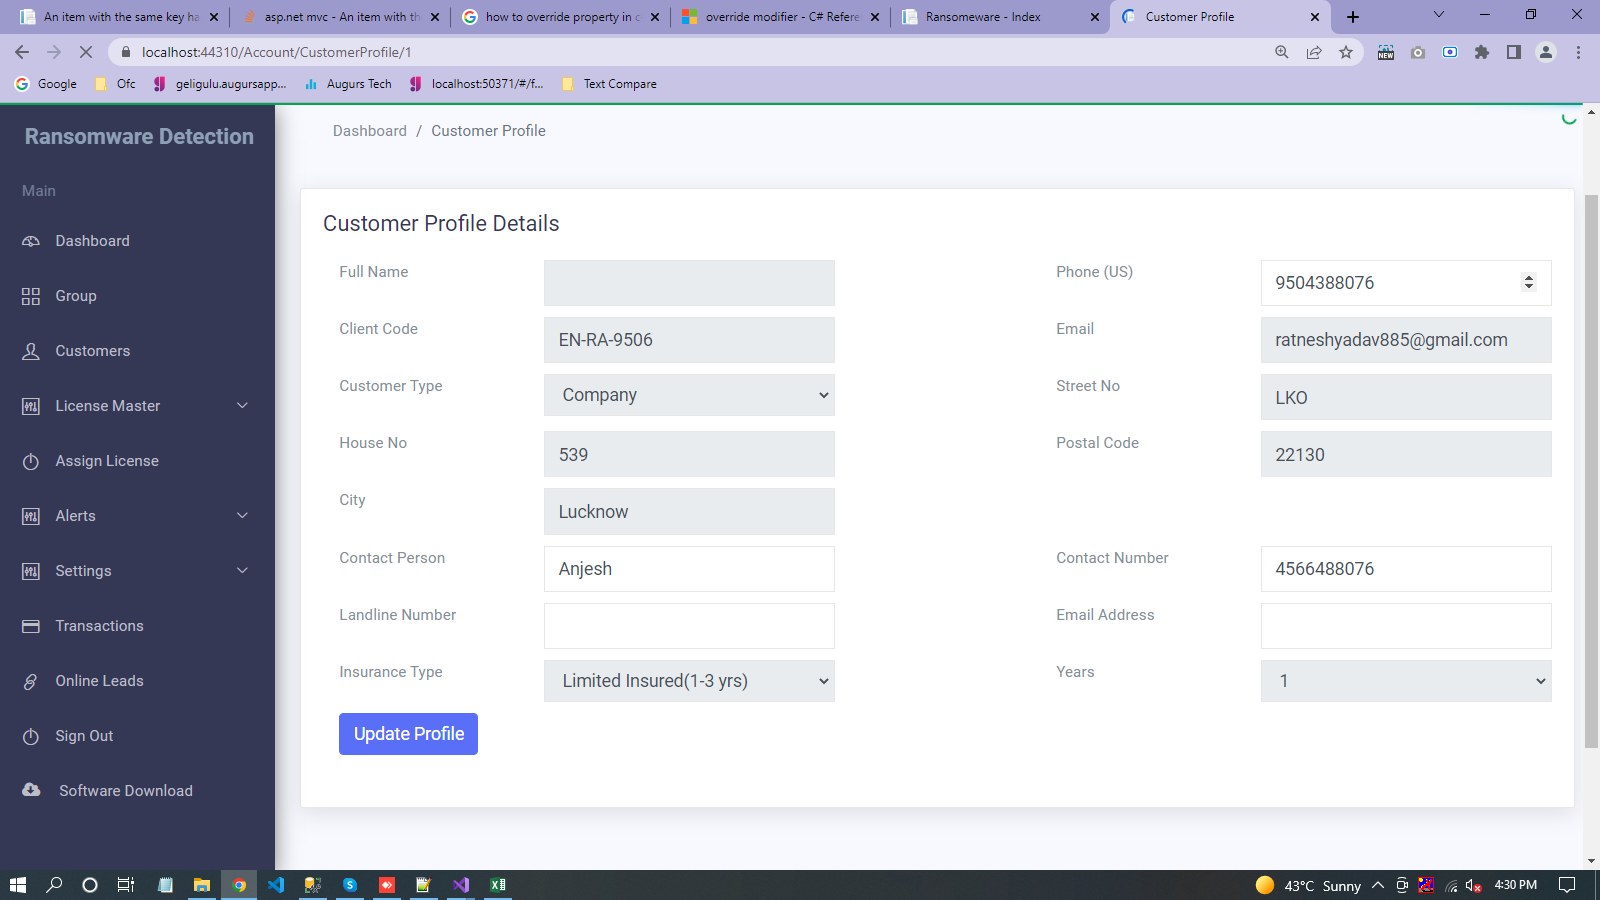 An item with the same key ha
asp.net mvc - An item with th
how to override property in c
override modifier - C# Refere
Ransomeware - Index
Customer Profile
localhost:44310/Account/CustomerProfile/1
NEW
Google
Ofc
geligulu.augursapp...
Augurs Tech
localhost:50371/#/f...
Text Compare
Ransomware Detection
Dashboard / Customer Profile
Main
Dashboard
Group
Customers
License Master
Assign License
Alerts
Settings
Transactions
Online Leads
Sign Out
Software Download
Customer Profile Details
Full Name
Phone (US) 9504388076
Client Code EN-RA-9506
Email ratneshyadav885@gmail.com
Customer Type Company
Street No LKO
House No 539
Postal Code 22130
City Lucknow
Contact Person Anjesh
Contact Number 4566488076
Landline Number
Email Address
Insurance Type Limited Insured(1-3 yrs)
Years 1
Update Profile
43°C Sunny
4:30 PM